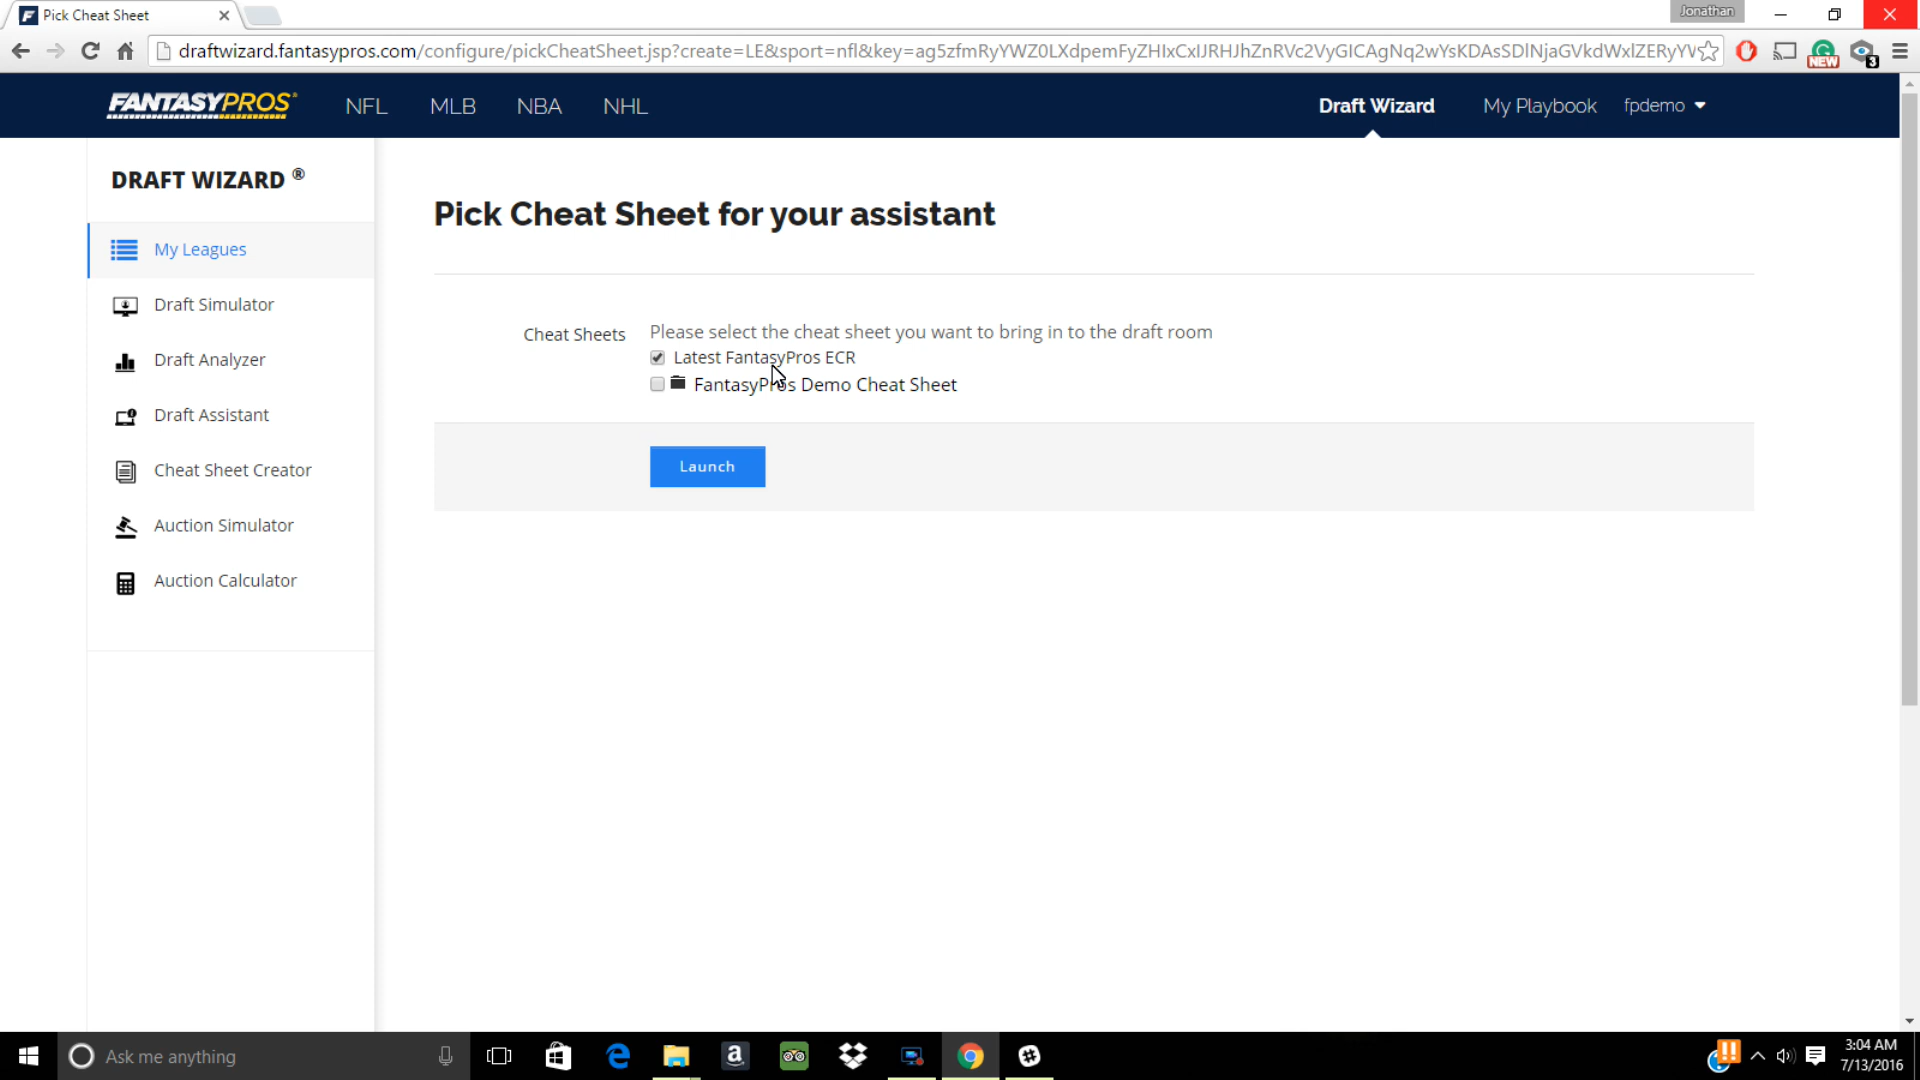 Pick Cheat Sheet
Jonathan
draftwizard.fantasypros.com/configure/pickCheatSheet.jsp?create=LE&sport=nfl&key=
NEW
3
FANTASYPROS®
NFL
MLB
NBA
NHL
Draft Wizard
My Playbook
fpdemo
DRAFT WIZARD ®
My Leagues
Draft Simulator
Draft Analyzer
Draft Assistant
Cheat Sheet Creator
Auction Simulator
Auction Calculator
Pick Cheat Sheet for your assistant
Cheat Sheets
Please select the cheat sheet you want to bring in to the draft room
Latest FantasyPros ECR
FantasyPros Demo Cheat Sheet
Launch
Ask me anything
3:04 AM
7/13/2016